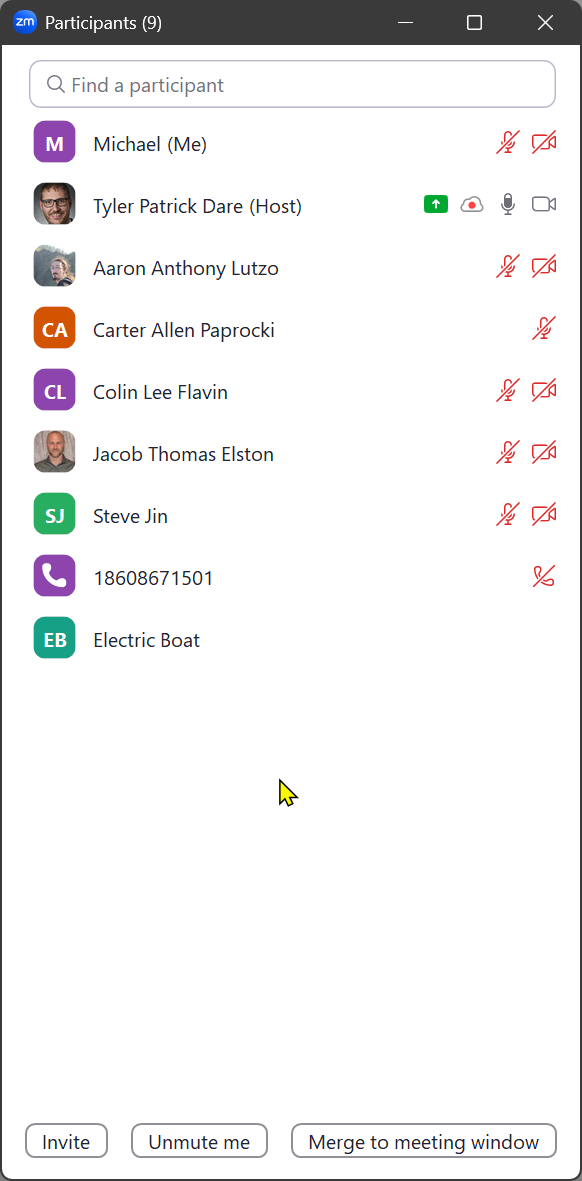 zm Participants (9)
Find a participant
M Michael (Me)
Tyler Patrick Dare (Host)
Aaron Anthony Lutzo
CA Carter Allen Paprocki
CL Colin Lee Flavin
Jacob Thomas Elston
SJ Steve Jin
18608671501
EB Electric Boat
Invite Unmute me Merge to meeting window